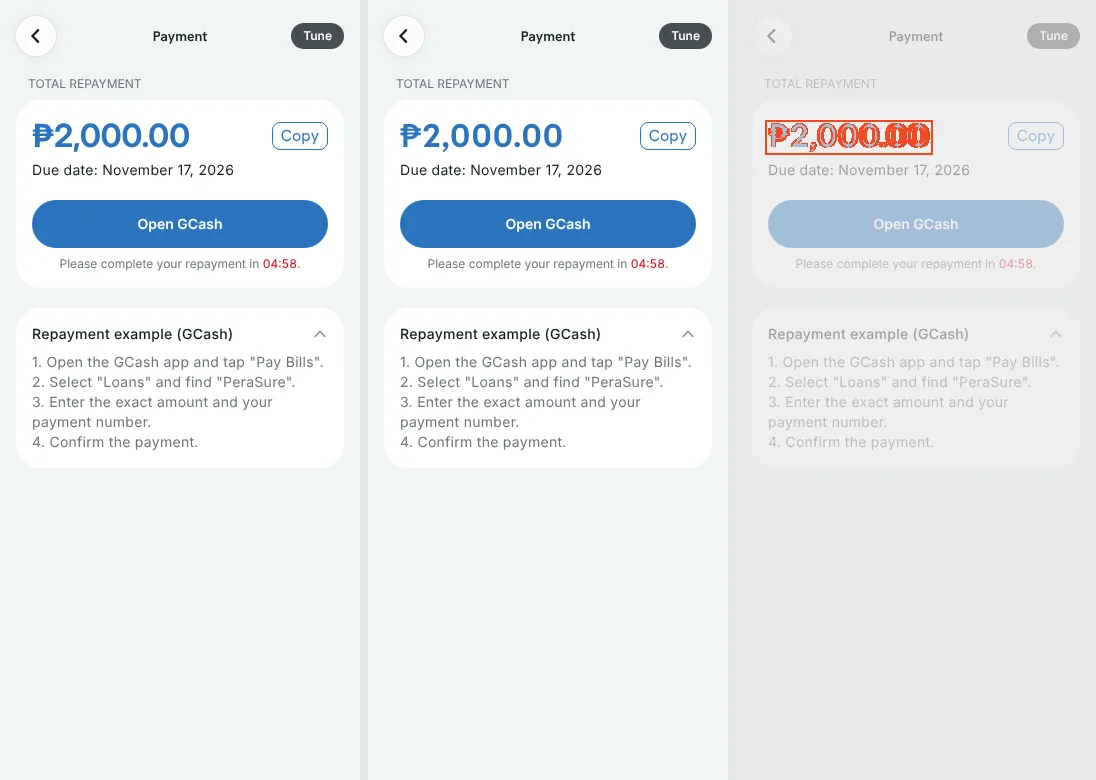 Payment
Tune
TOTAL REPAYMENT
₱2,000.00
Copy
Due date: November 17, 2026
Open GCash
Please complete your repayment in 04:58.
Repayment example (GCash)
1. Open the GCash app and tap "Pay Bills".
2. Select "Loans" and find "PeraSure".
3. Enter the exact amount and your
payment number.
4. Confirm the payment.
Payment
Tune
TOTAL REPAYMENT
₱2,000.00
Copy
Due date: November 17, 2026
Open GCash
Please complete your repayment in 04:58.
Repayment example (GCash)
1. Open the GCash app and tap "Pay Bills".
2. Select "Loans" and find "PeraSure".
3. Enter the exact amount and your
payment number.
4. Confirm the payment.
Payment
Tune
TOTAL REPAYMENT
₱2,000.00
Copy
Due date: November 17, 2026
Open GCash
Please complete your repayment in 04:58.
Repayment example (GCash)
1. Open the GCash app and tap "Pay Bills".
2. Select "Loans" and find "PeraSure".
3. Enter the exact amount and your
payment number.
4. Confirm the payment.